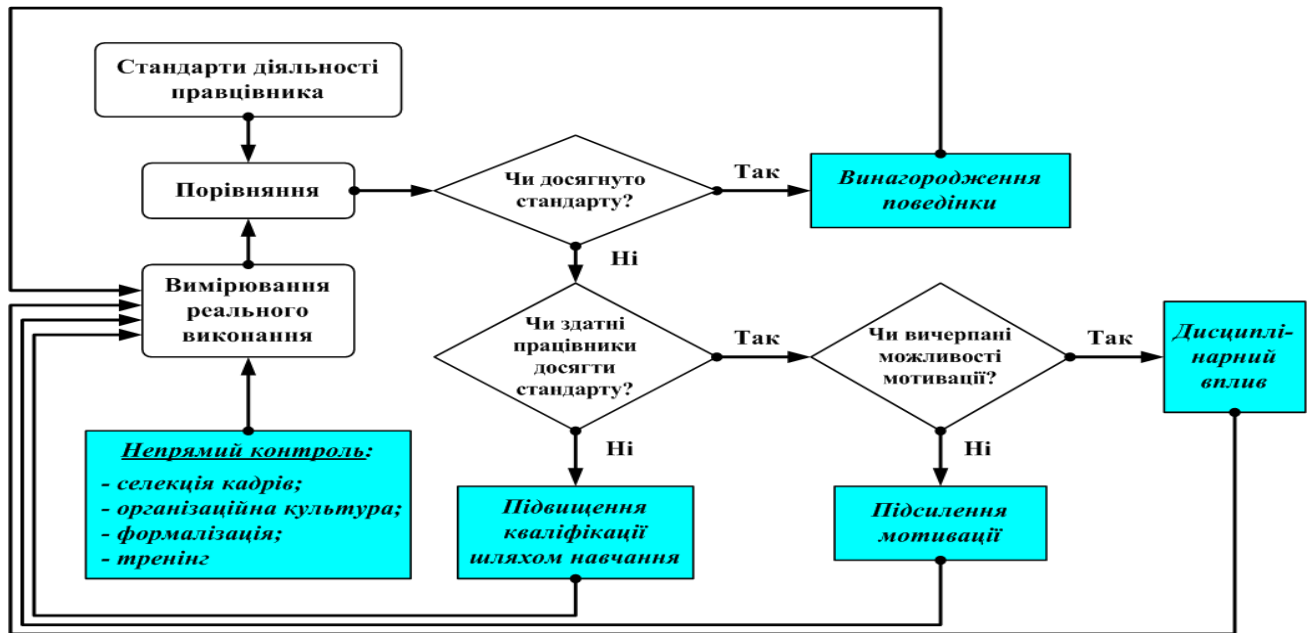 Стандарти діяльності
правцівника
Порівняння
Чи досягнуто
стандарту?
Так
Винагородження
поведінки
Ні
Вимірювання
реального
виконання
Чи здатні
працівники
досягти
стандарту?
Так
Чи вичерпані
можливості
мотивації?
Так
Дисциплі-
нарний
вплив
Непрямий контроль:
- селекція кадрів;
- організаційна культура;
- формалізація;
- тренінг
Ні
Підвищення
кваліфікації
шляхом навчання
Ні
Підсилення
мотивації